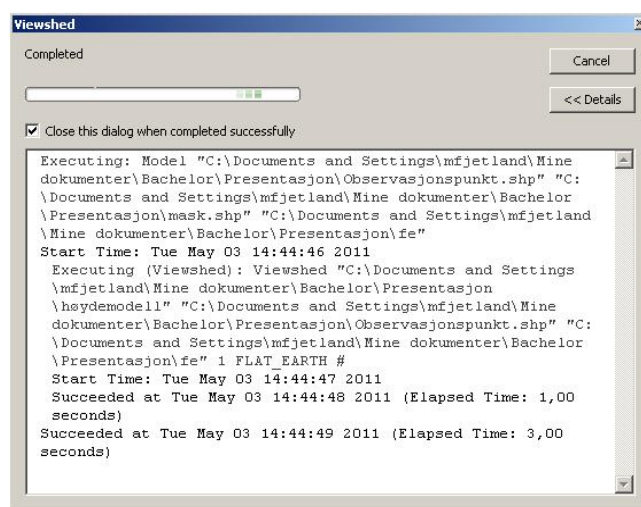 Viewshed
Completed
Cancel
<< Details
Close this dialog when completed successfully
Executing: Model "C:\Documents and Settings\mfjetland\Mine
dokumenter\Bachelor\Presentasjon\Observasjonspunkt.shp" "C:
\Documents and Settings\mfjetland\Mine dokumenter\Bachelor
\Presentasjon\mask.shp" "C:\Documents and Settings\mfjetland
\Mine dokumenter\Bachelor\Presentasjon\fe"
Start Time: Tue May 03 14:44:46 2011
Executing (Viewshed): Viewshed "C:\Documents and Settings
\mfjetland\Mine dokumenter\Bachelor\Presentasjon
\høydemodell" "C:\Documents and Settings\mfjetland\Mine
dokumenter\Bachelor\Presentasjon\Observasjonspunkt.shp" "C:
\Documents and Settings\mfjetland\Mine dokumenter\Bachelor
\Presentasjon\fe" 1 FLAT_EARTH #
Start Time: Tue May 03 14:44:47 2011
Succeeded at Tue May 03 14:44:48 2011 (Elapsed Time: 1,00
seconds)
Succeeded at Tue May 03 14:44:49 2011 (Elapsed Time: 3,00
seconds)